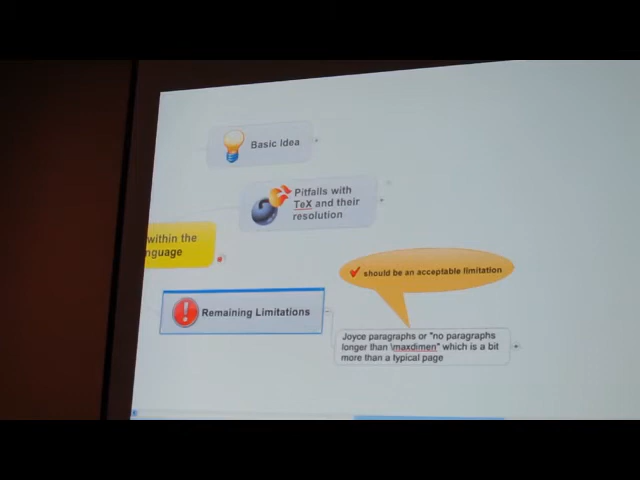 Basic Idea
Pitfalls with
TeX and their
resolution
within the
nguage
should be an acceptable limitation
Remaining Limitations
Joyce paragraphs or "no paragraphs
longer than \maxdimen" which is a bit
more than a typical page